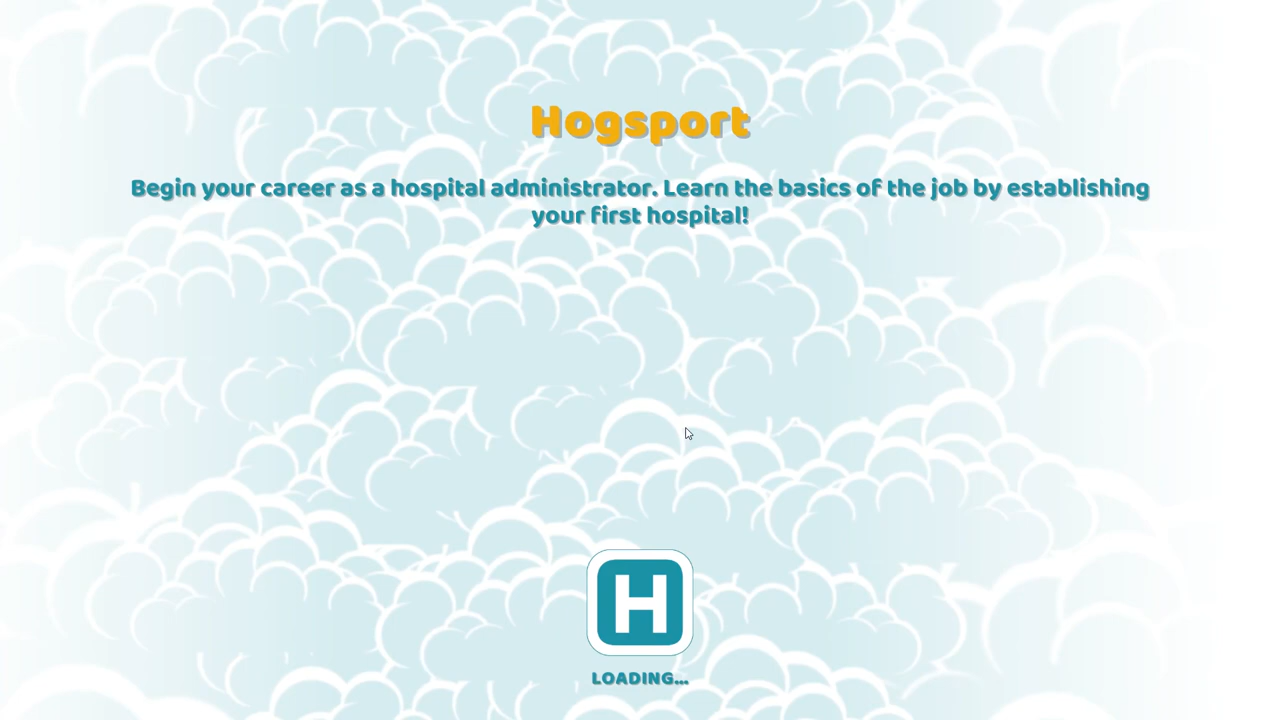 Hogsport
Begin your career as a hospital administrator. Learn the basics of the job by establishing
your first hospital!
H
LOADING...